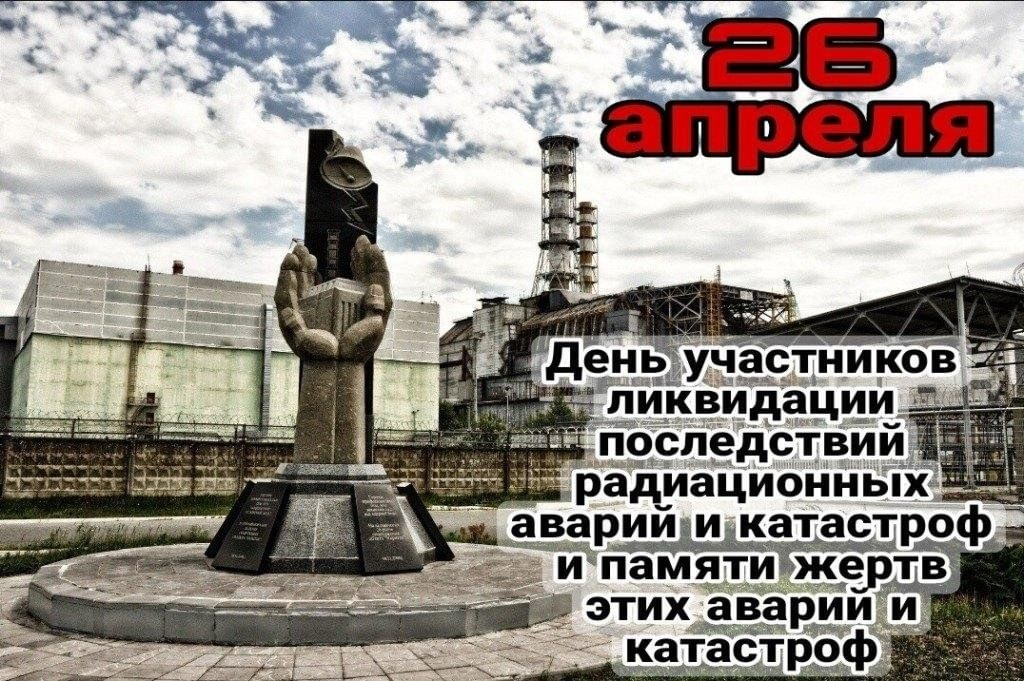 26
апреля
День участников
ликвидации
последствий
радиационных
аварий и катастроф
и памяти жертв
этих аварий и
катастроф